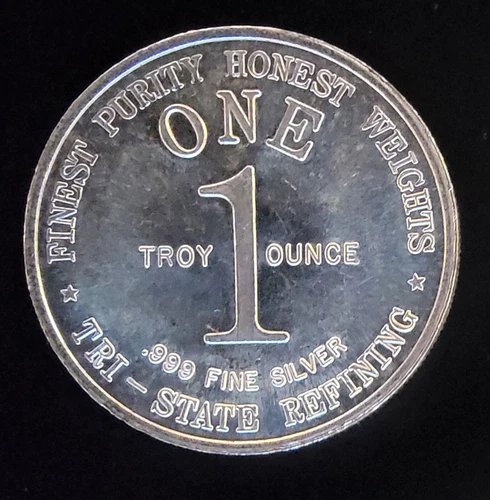 FINEST PURITY HONEST WEIGHTS
ONE
1
TROY OUNCE
.999 FINE SILVER
★ TRI-STATE REFINING ★